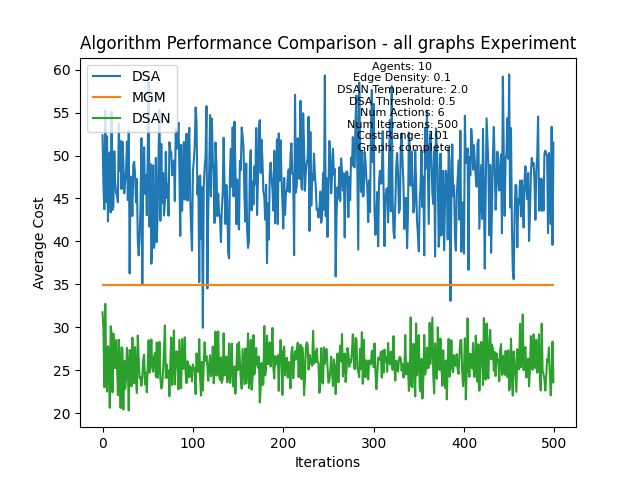 Algorithm Performance Comparison - all graphs Experiment
DSA
MGM
DSAN
Agents: 10
Edge Density: 0.1
DSAN Temperature: 2.0
DSA Threshold: 0.5
Num Actions: 6
Num Iterations: 500
Cost Range: 101
Graph: complete
Average Cost
60
55
50
45
40
35
30
25
20
0 100 200 300 400 500
Iterations